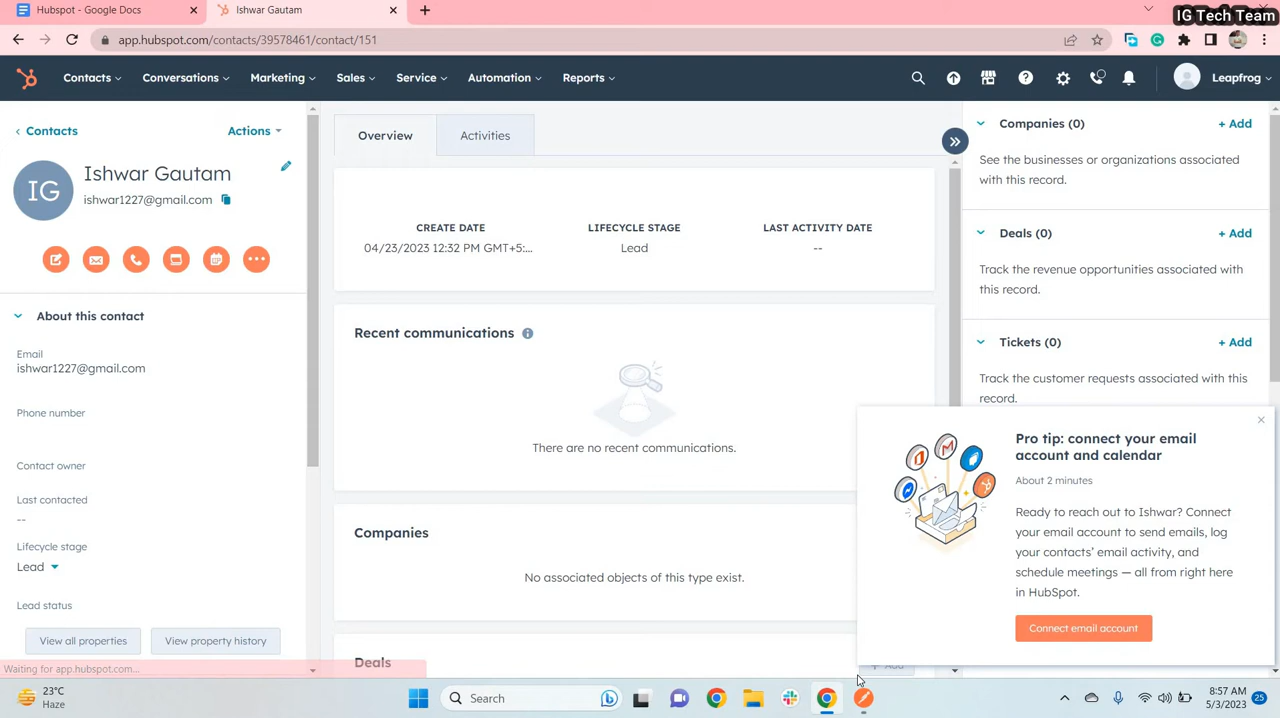 Hubspot - Google Docs
Ishwar Gautam
IG Tech Team
app.hubspot.com/contacts/39578461/contact/151
Contacts
Conversations
Marketing
Sales
Service
Automation
Reports
Leapfrog
Contacts
Actions
IG
Ishwar Gautam
ishwar1227@gmail.com
About this contact
Email
ishwar1227@gmail.com
Phone number
Contact owner
Last contacted
--
Lifecycle stage
Lead
Lead status
View all properties
View property history
Waiting for app.hubspot.com...
Overview
Activities
CREATE DATE
04/23/2023 12:32 PM GMT+5:...
LIFECYCLE STAGE
Lead
LAST ACTIVITY DATE
--
Recent communications
There are no recent communications.
Companies
No associated objects of this type exist.
Deals
+ Add
Companies (0)
+ Add
See the businesses or organizations associated
with this record.
Deals (0)
+ Add
Track the revenue opportunities associated with
this record.
Tickets (0)
+ Add
Track the customer requests associated with this
record.
Pro tip: connect your email
account and calendar
About 2 minutes
Ready to reach out to Ishwar? Connect
your email account to send emails, log
your contacts' email activity, and
schedule meetings — all from right here
in HubSpot.
Connect email account
23°C
Haze
Search
8:57 AM
5/3/2023
25